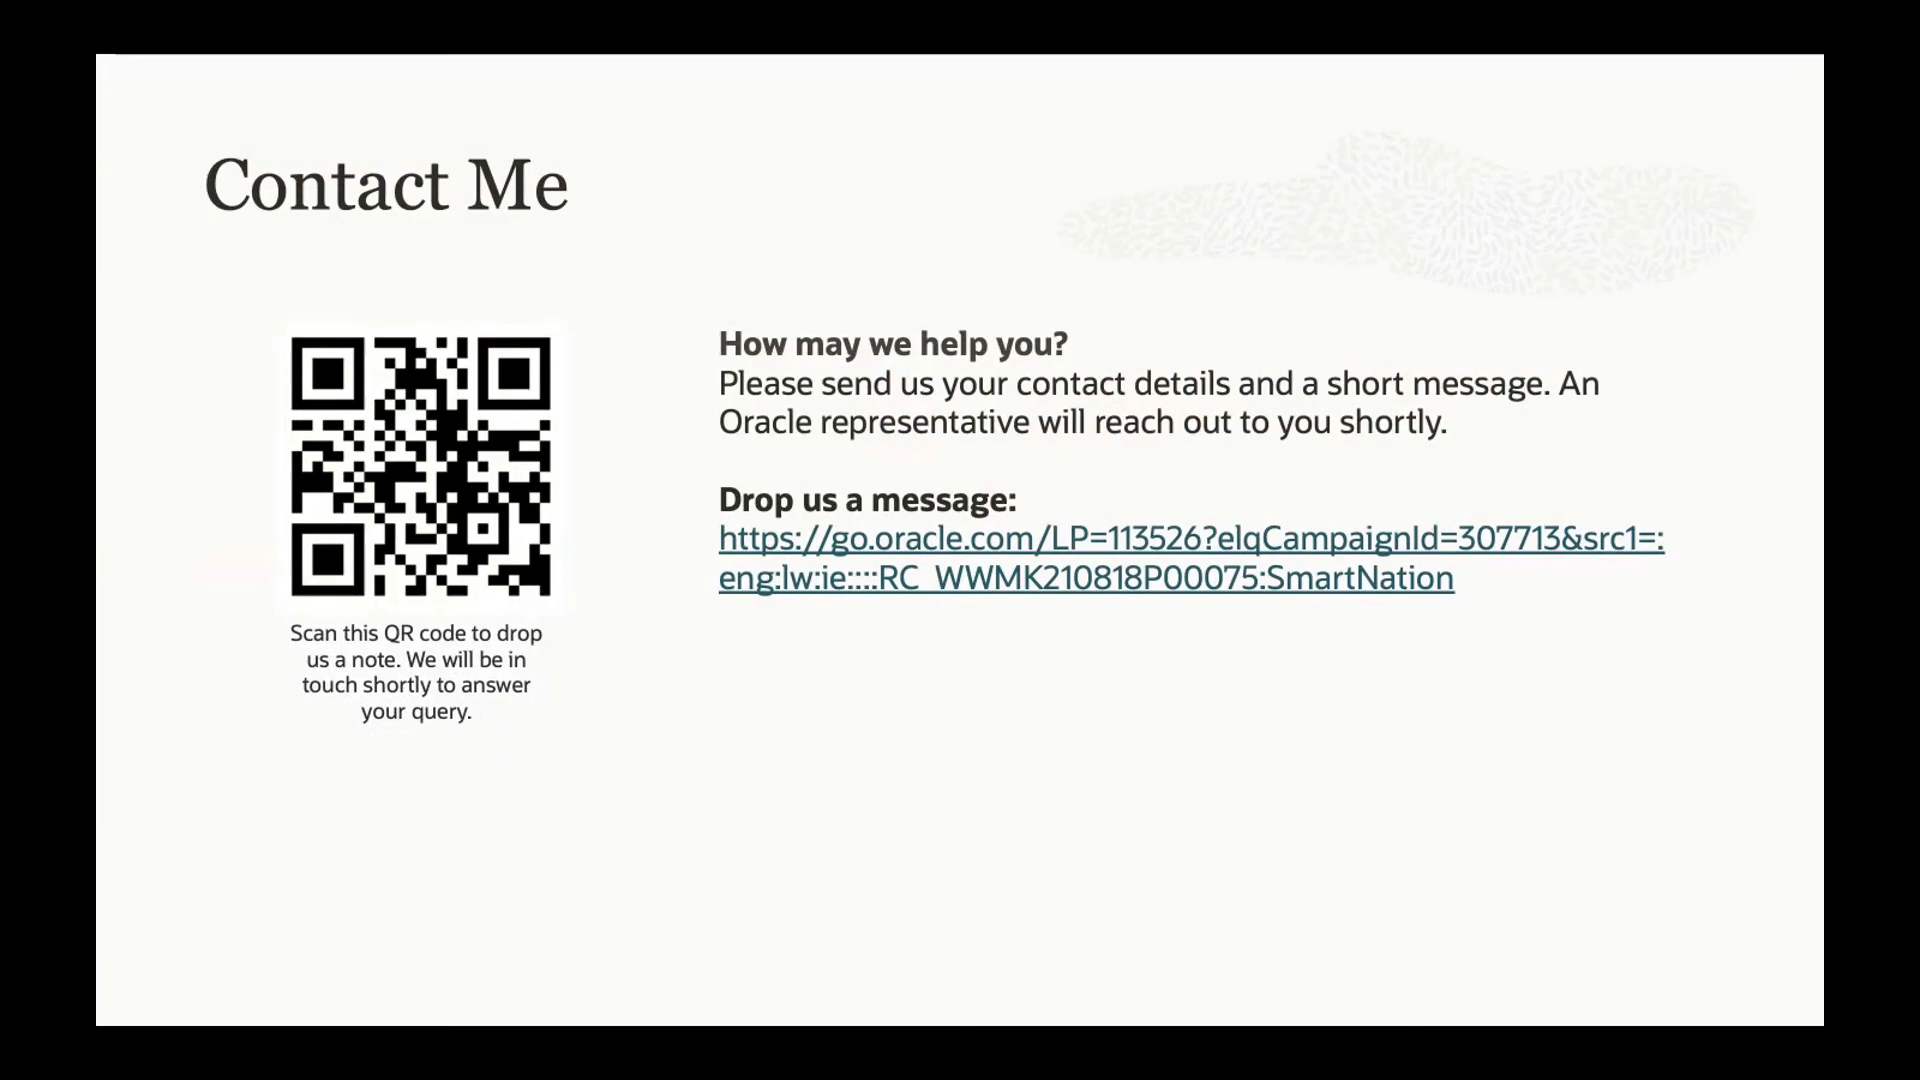 Contact Me
How may we help you?
Please send us your contact details and a short message. An
Oracle representative will reach out to you shortly.
Drop us a message:
https://go.oracle.com/LP=113526?elqCampaignId=307713&src1=:
eng:lw:ie::::RC_WWMK210818P00075:SmartNation
Scan this QR code to drop
us a note. We will be in
touch shortly to answer
your query.